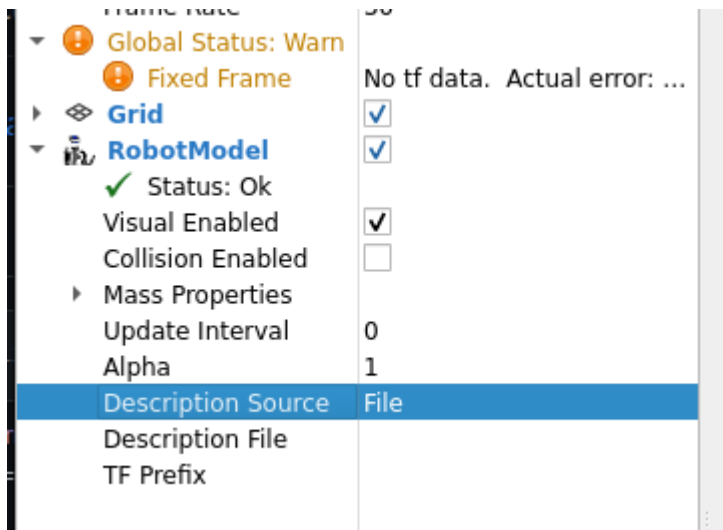 Global Status: Warn
Fixed Frame No tf data. Actual error: ...
Grid
RobotModel
Status: Ok
Visual Enabled
Collision Enabled
Mass Properties
Update Interval 0
Alpha 1
Description Source File
Description File
TF Prefix